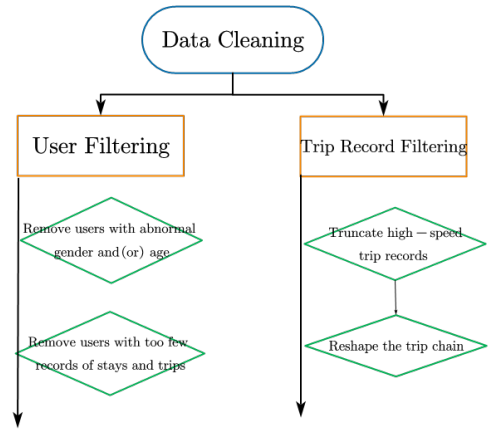 Data Cleaning
User Filtering
Remove users with abnormal
gender and(or) age
Remove users with too few
records of stays and trips
Trip Record Filtering
Truncate high−speed
trip records
Reshape the trip chain